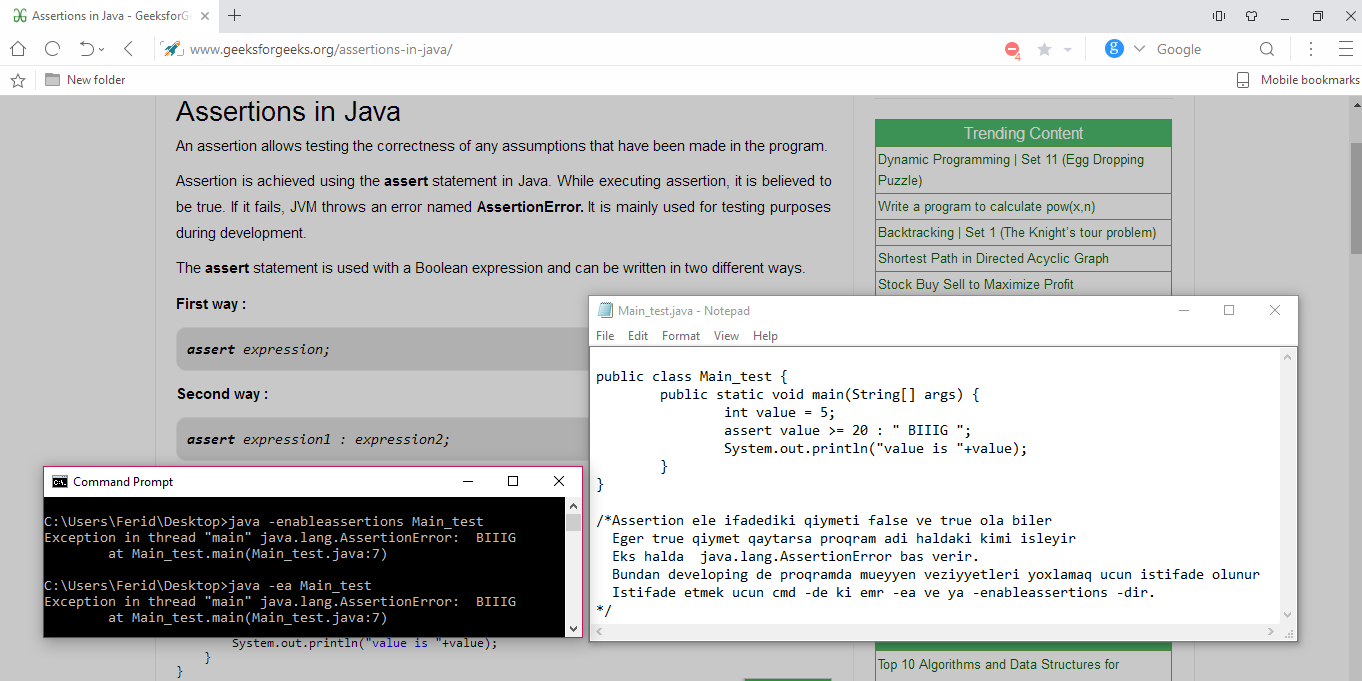 Assertions in Java - GeeksforG
www.geeksforgeeks.org/assertions-in-java/
4
g
Google
New folder
Mobile bookmarks
Assertions in Java
An assertion allows testing the correctness of any assumptions that have been made in the program.
Assertion is achieved using the assert statement in Java. While executing assertion, it is believed to
be true. If it fails, JVM throws an error named AssertionError. It is mainly used for testing purposes
during development.
The assert statement is used with a Boolean expression and can be written in two different ways.
First way :
assert expression;
Second way :
assert expression1 : expression2;
Trending Content
Dynamic Programming | Set 11 (Egg Dropping
Puzzle)
Write a program to calculate pow(x,n)
Backtracking | Set 1 (The Knight's tour problem)
Shortest Path in Directed Acyclic Graph
Stock Buy Sell to Maximize Profit
Main_test.java - Notepad
File Edit Format View Help
public class Main_test {
public static void main(String[] args) {
int value = 5;
assert value >= 20 : " BIIIG ";
System.out.println("value is "+value);
}
}
/*Assertion ele ifadediki qiymeti false ve true ola biler
Eger true qiymet qaytarsa proqram adi haldaki kimi isleyir
Eks halda  java.lang.AssertionError bas verir.
Bundan developing de proqramda mueyyen veziyyetleri yoxlamaq ucun istifade olunur
Istifade etmek ucun cmd -de ki emr -ea ve ya -enableassertions -dir.
*/
Command Prompt
C:\Users\Ferid\Desktop>java -enableassertions Main_test
Exception in thread "main" java.lang.AssertionError:  BIIIG
at Main_test.main(Main_test.java:7)
C:\Users\Ferid\Desktop>java -ea Main_test
Exception in thread "main" java.lang.AssertionError:  BIIIG
at Main_test.main(Main_test.java:7)
System.out.println("value is "+value);
}
}
Top 10 Algorithms and Data Structures for